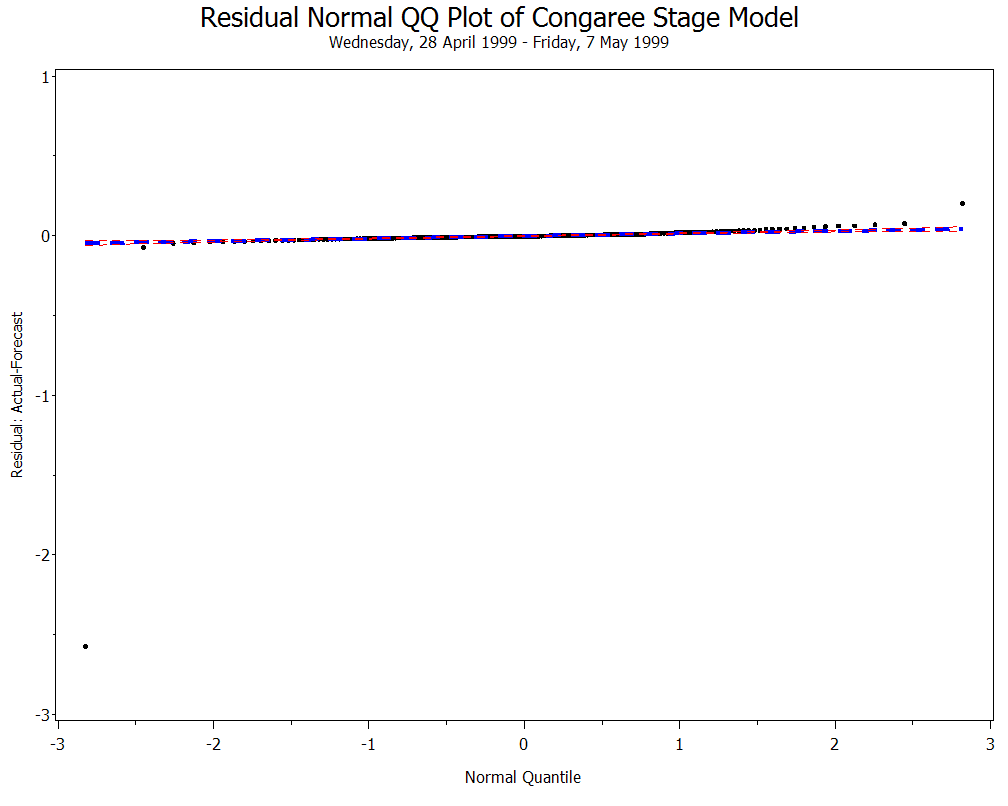 Residual Normal QQ Plot of Congaree Stage Model
Wednesday, 28 April 1999 - Friday, 7 May 1999
1
0
-1
-2
-3
Residual: Actual-Forecast
-3 -2 -1 0 1 2 3
Normal Quantile